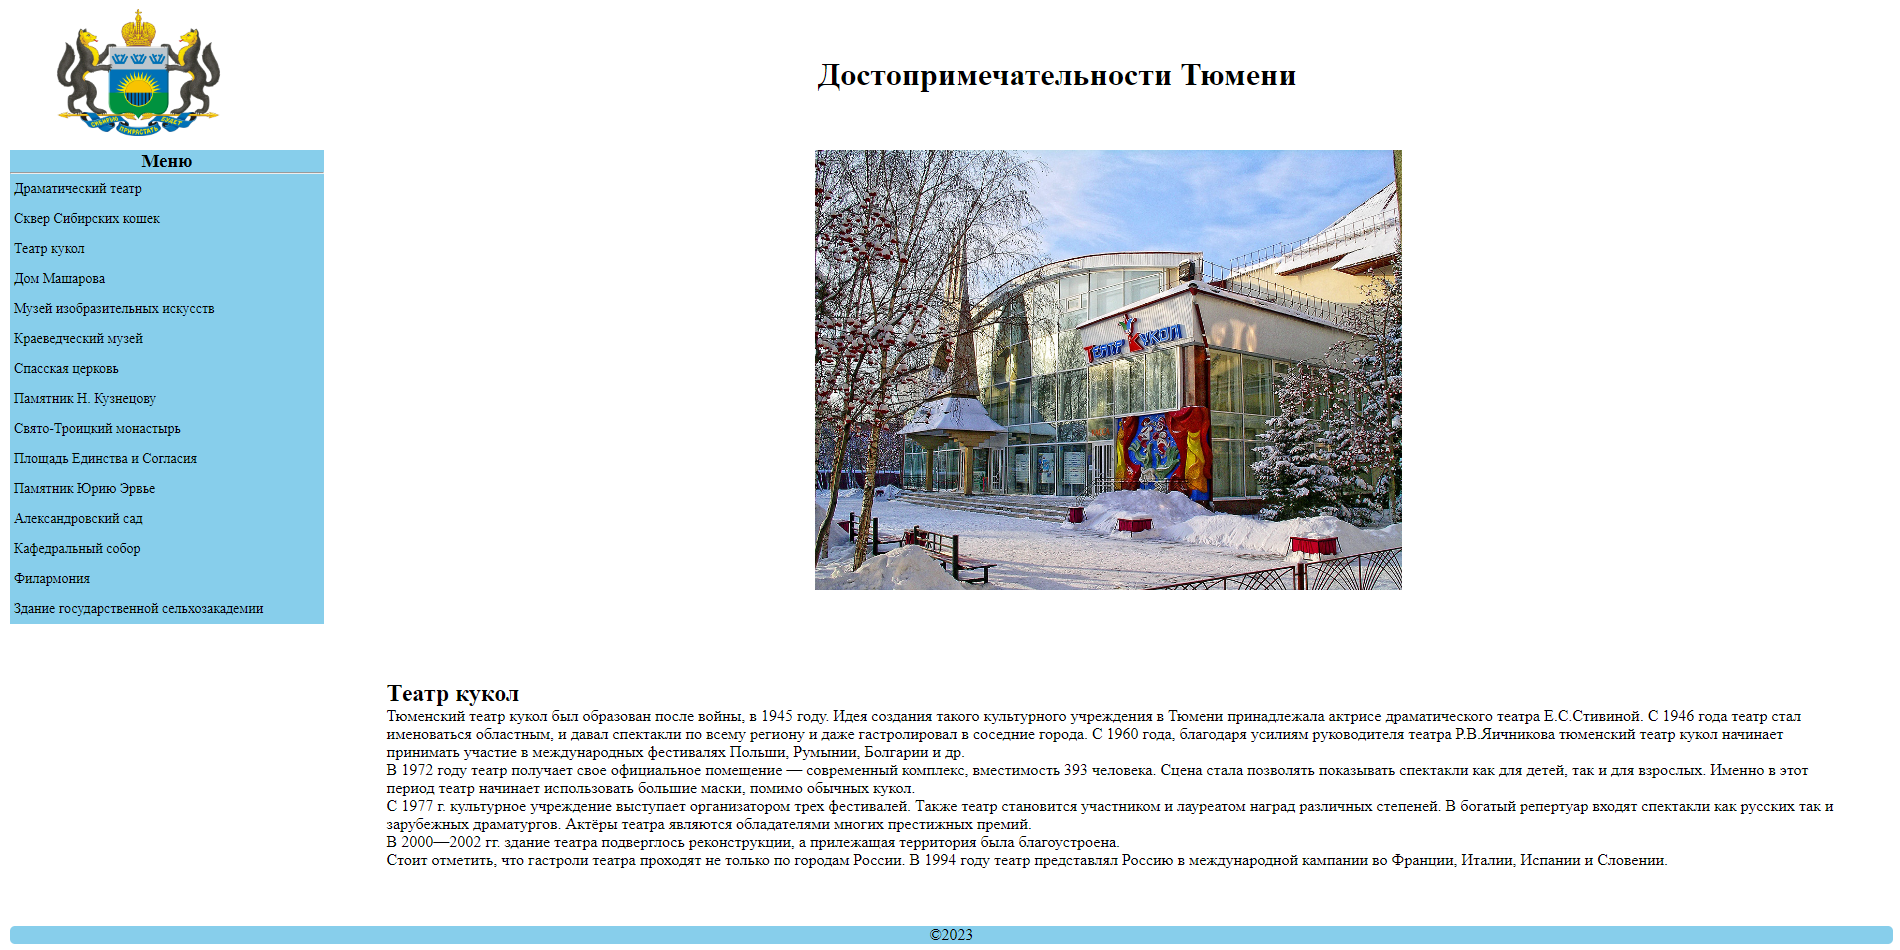 СИБИРЬЮ ПРИРАСТАТЬ БУДЕТ
Достопримечательности Тюмени
Меню
Драматический театр
Сквер Сибирских кошек
Театр кукол
Дом Машарова
Музей изобразительных искусств
Краеведческий музей
Спасская церковь
Памятник Н. Кузнецову
Свято-Троицкий монастырь
Площадь Единства и Согласия
Памятник Юрию Эрвье
Александровский сад
Кафедральный собор
Филармония
Здание государственной сельхозакадемии
Театр Кукол
Театр кукол
Тюменский театр кукол был образован после войны, в 1945 году. Идея создания такого культурного учреждения в Тюмени принадлежала актрисе драматического театра Е.С.Стивиной. С 1946 года театр стал
именоваться областным, и давал спектакли по всему региону и даже гастролировал в соседние города. С 1960 года, благодаря усилиям руководителя театра Р.В.Яичникова тюменский театр кукол начинает
принимать участие в международных фестивалях Польши, Румынии, Болгарии и др.
В 1972 году театр получает свое официальное помещение — современный комплекс, вместимость 393 человека. Сцена стала позволять показывать спектакли как для детей, так и для взрослых. Именно в этот
период театр начинает использовать большие маски, помимо обычных кукол.
С 1977 г. культурное учреждение выступает организатором трех фестивалей. Также театр становится участником и лауреатом наград различных степеней. В богатый репертуар входят спектакли как русских так и
зарубежных драматургов. Актёры театра являются обладателями многих престижных премий.
В 2000—2002 гг. здание театра подверглось реконструкции, а прилежащая территория была благоустроена.
Стоит отметить, что гастроли театра проходят не только по городам России. В 1994 году театр представлял Россию в международной кампании во Франции, Италии, Испании и Словении.
©2023